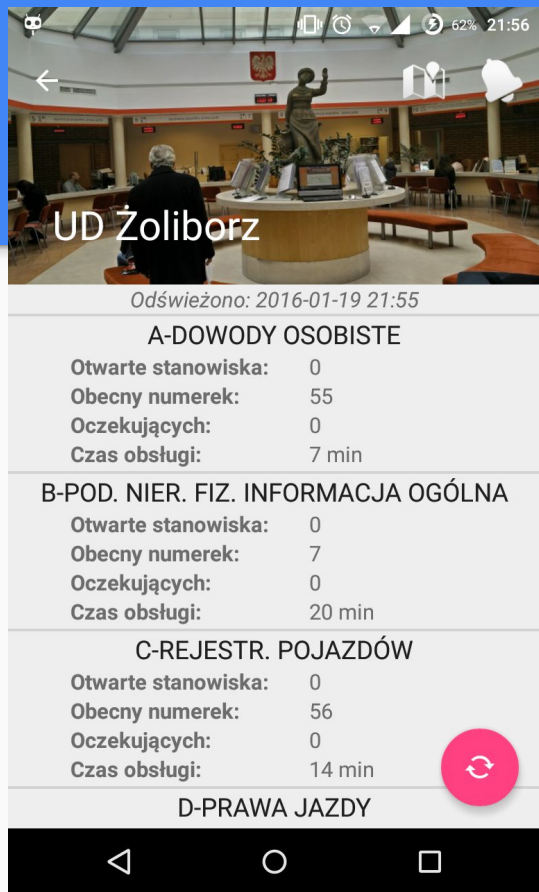 62% 21:56
UD Żoliborz
Odświeżono: 2016-01-19 21:55
A-DOWODY OSOBISTE
Otwarte stanowiska: 0
Obecny numerek: 55
Oczekujących: 0
Czas obsługi: 7 min
B-POD. NIER. FIZ. INFORMACJA OGÓLNA
Otwarte stanowiska: 0
Obecny numerek: 7
Oczekujących: 0
Czas obsługi: 20 min
C-REJESTR. POJAZDÓW
Otwarte stanowiska: 0
Obecny numerek: 56
Oczekujących: 0
Czas obsługi: 14 min
D-PRAWA JAZDY